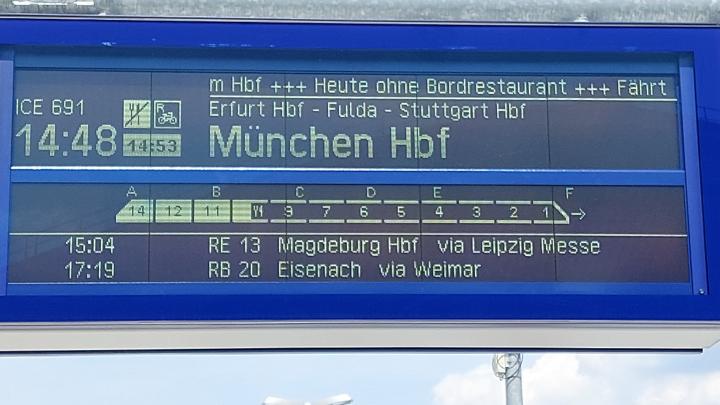 m Hbf +++ Heute ohne Bordrestaurant +++ Fährt
ICE 691 R Erfurt Hbf - Fulda - Stuttgart Hbf
14:48 14:53 München Hbf
A B C D E F
14 12 11 9 7 6 5 4 3 2 1
15:04 RE 13 Magdeburg Hbf via Leipzig Messe
17:19 RB 20 Eisenach via Weimar